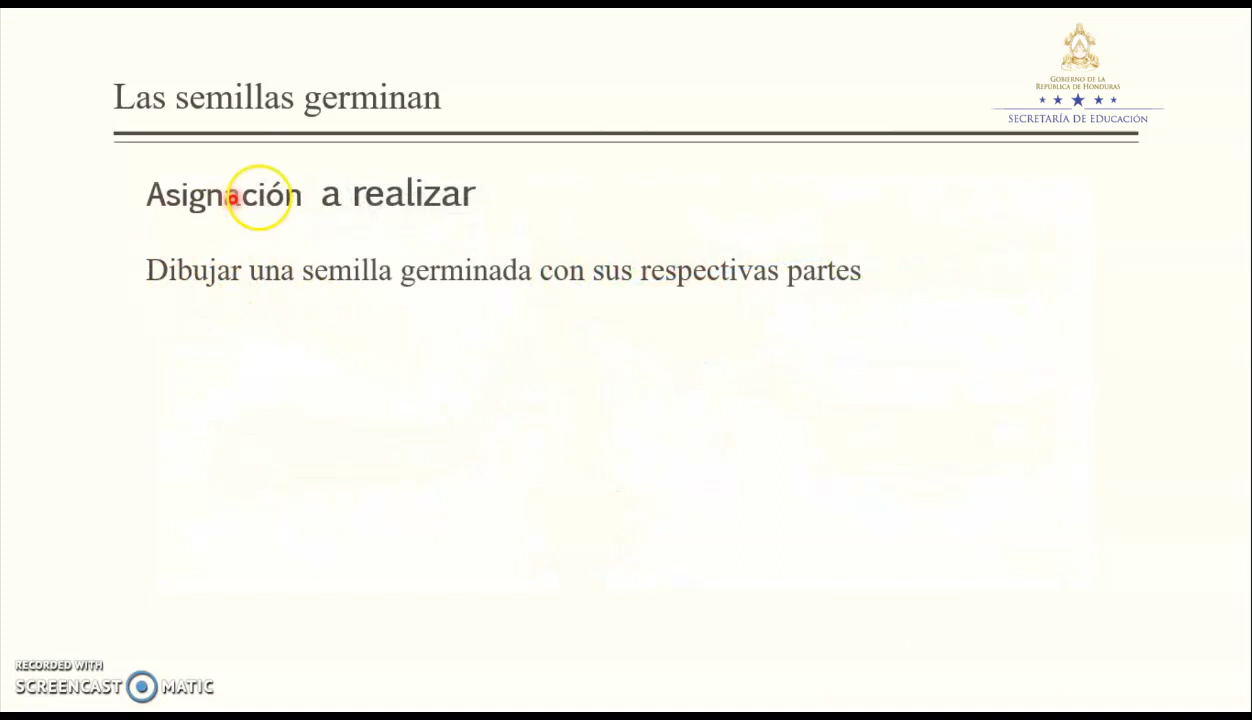 Las semillas germinan
GOBIERNO DE LA
REPÚBLICA DE HONDURAS
SECRETARÍA DE EDUCACIÓN
Asignación a realizar
Dibujar una semilla germinada con sus respectivas partes
RECORDED WITH
SCREENCAST MATIC